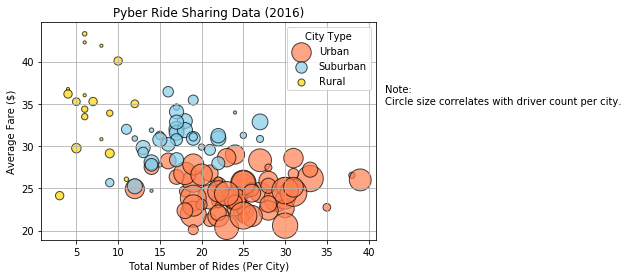 Pyber Ride Sharing Data (2016)
Average Fare ($)
40
35
30
25
20
City Type
Urban
Suburban
Rural
Note:
Circle size correlates with driver count per city.
5
10
15
20
25
30
35
40
Total Number of Rides (Per City)